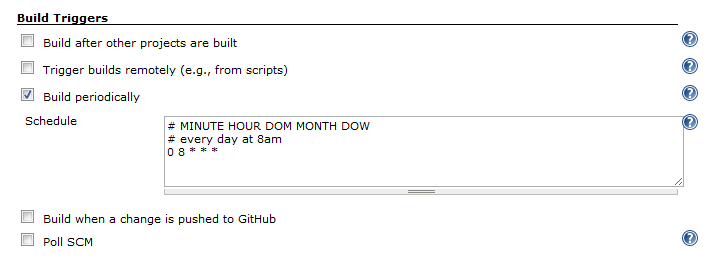 Build Triggers
Build after other projects are built
Trigger builds remotely (e.g., from scripts)
Build periodically
Schedule
# MINUTE HOUR DOM MONTH DOW
# every day at 8am
0 8 * * *
Build when a change is pushed to GitHub
Poll SCM